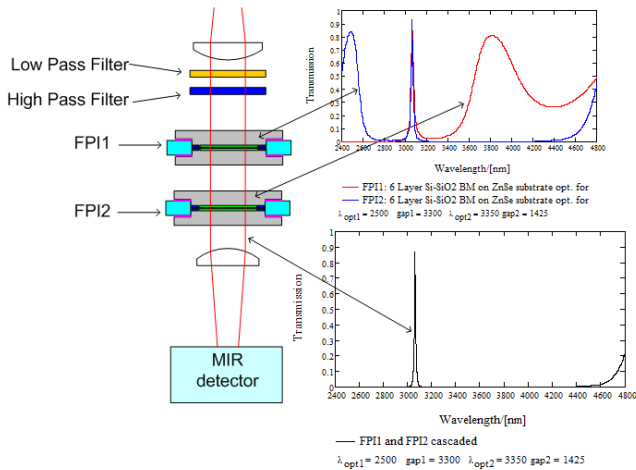 Low Pass Filter
High Pass Filter
FPI1
FPI2
MIR
detector
Transmission
1
0.9
0.8
0.7
0.6
0.5
0.4
0.3
0.2
0.1
0
2400 2800 3200 3600 4000 4400 4800
Wavelength/[nm]
FPI1: 6 Layer Si-SiO2 BM on ZnSe substrate opt. for
FPI2: 6 Layer Si-SiO2 BM on ZnSe substrate opt. for
λopt1 = 2500 gap1 = 3300 λopt2 = 3350 gap2 = 1425
Transmission
1
0.9
0.8
0.7
0.6
0.5
0.4
0.3
0.2
0.1
0
2400 2600 2800 3000 3200 3400 3600 3800 4000 4200 4400 4600 4800
Wavelength/[nm]
FPI1 and FPI2 cascaded
λopt1 = 2500 gap1 = 3300 λopt2 = 3350 gap2 = 1425